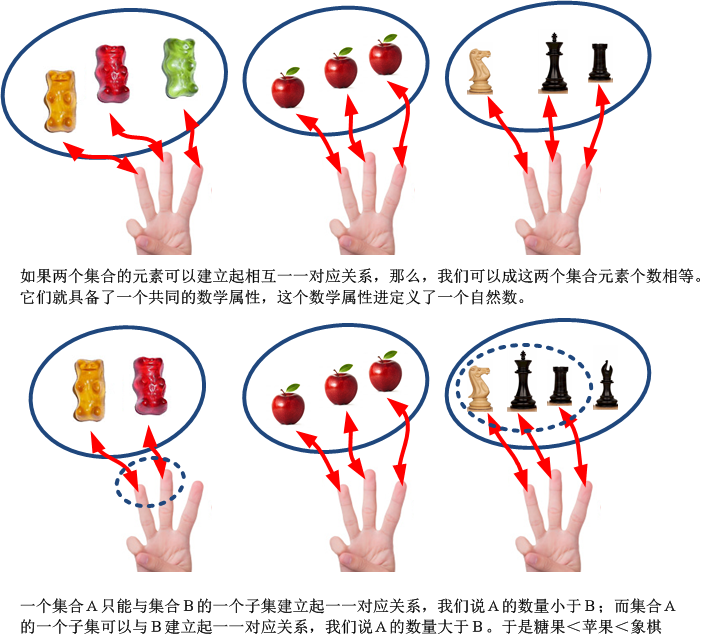 如果两个集合的元素可以建立起相互一一对应关系，那么，我们可以成这两个集合元素个数相等。
它们就具备了一个共同的数学属性，这个数学属性进定义了一个自然数。
一个集合A只能与集合B的一个子集建立起一一对应关系，我们说A的数量小于B；而集合A
的一个子集可以与B建立起一一对应关系，我们说A的数量大于B。于是糖果＜苹果＜象棋